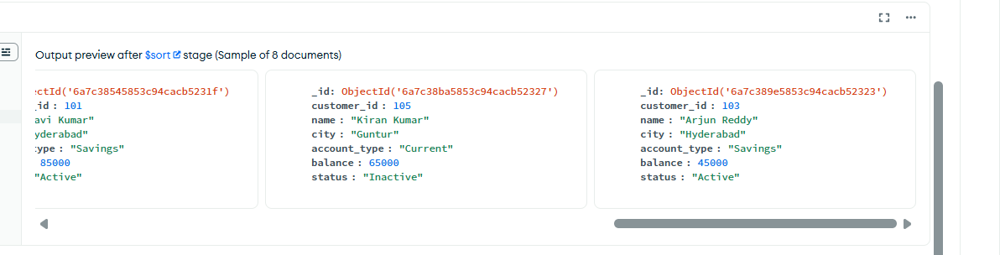 Output preview after $sort stage (Sample of 8 documents)
ectId('6a7c38545853c94cacb5231f')
_id : 101
avi Kumar"
yderabad"
ype : "Savings"
85000
"Active"
_id: ObjectId('6a7c38ba5853c94cacb52327')
customer_id : 105
name : "Kiran Kumar"
city : "Guntur"
account_type : "Current"
balance : 65000
status : "Inactive"
_id: ObjectId('6a7c389e5853c94cacb52323')
customer_id : 103
name : "Arjun Reddy"
city : "Hyderabad"
account_type : "Savings"
balance : 45000
status : "Active"